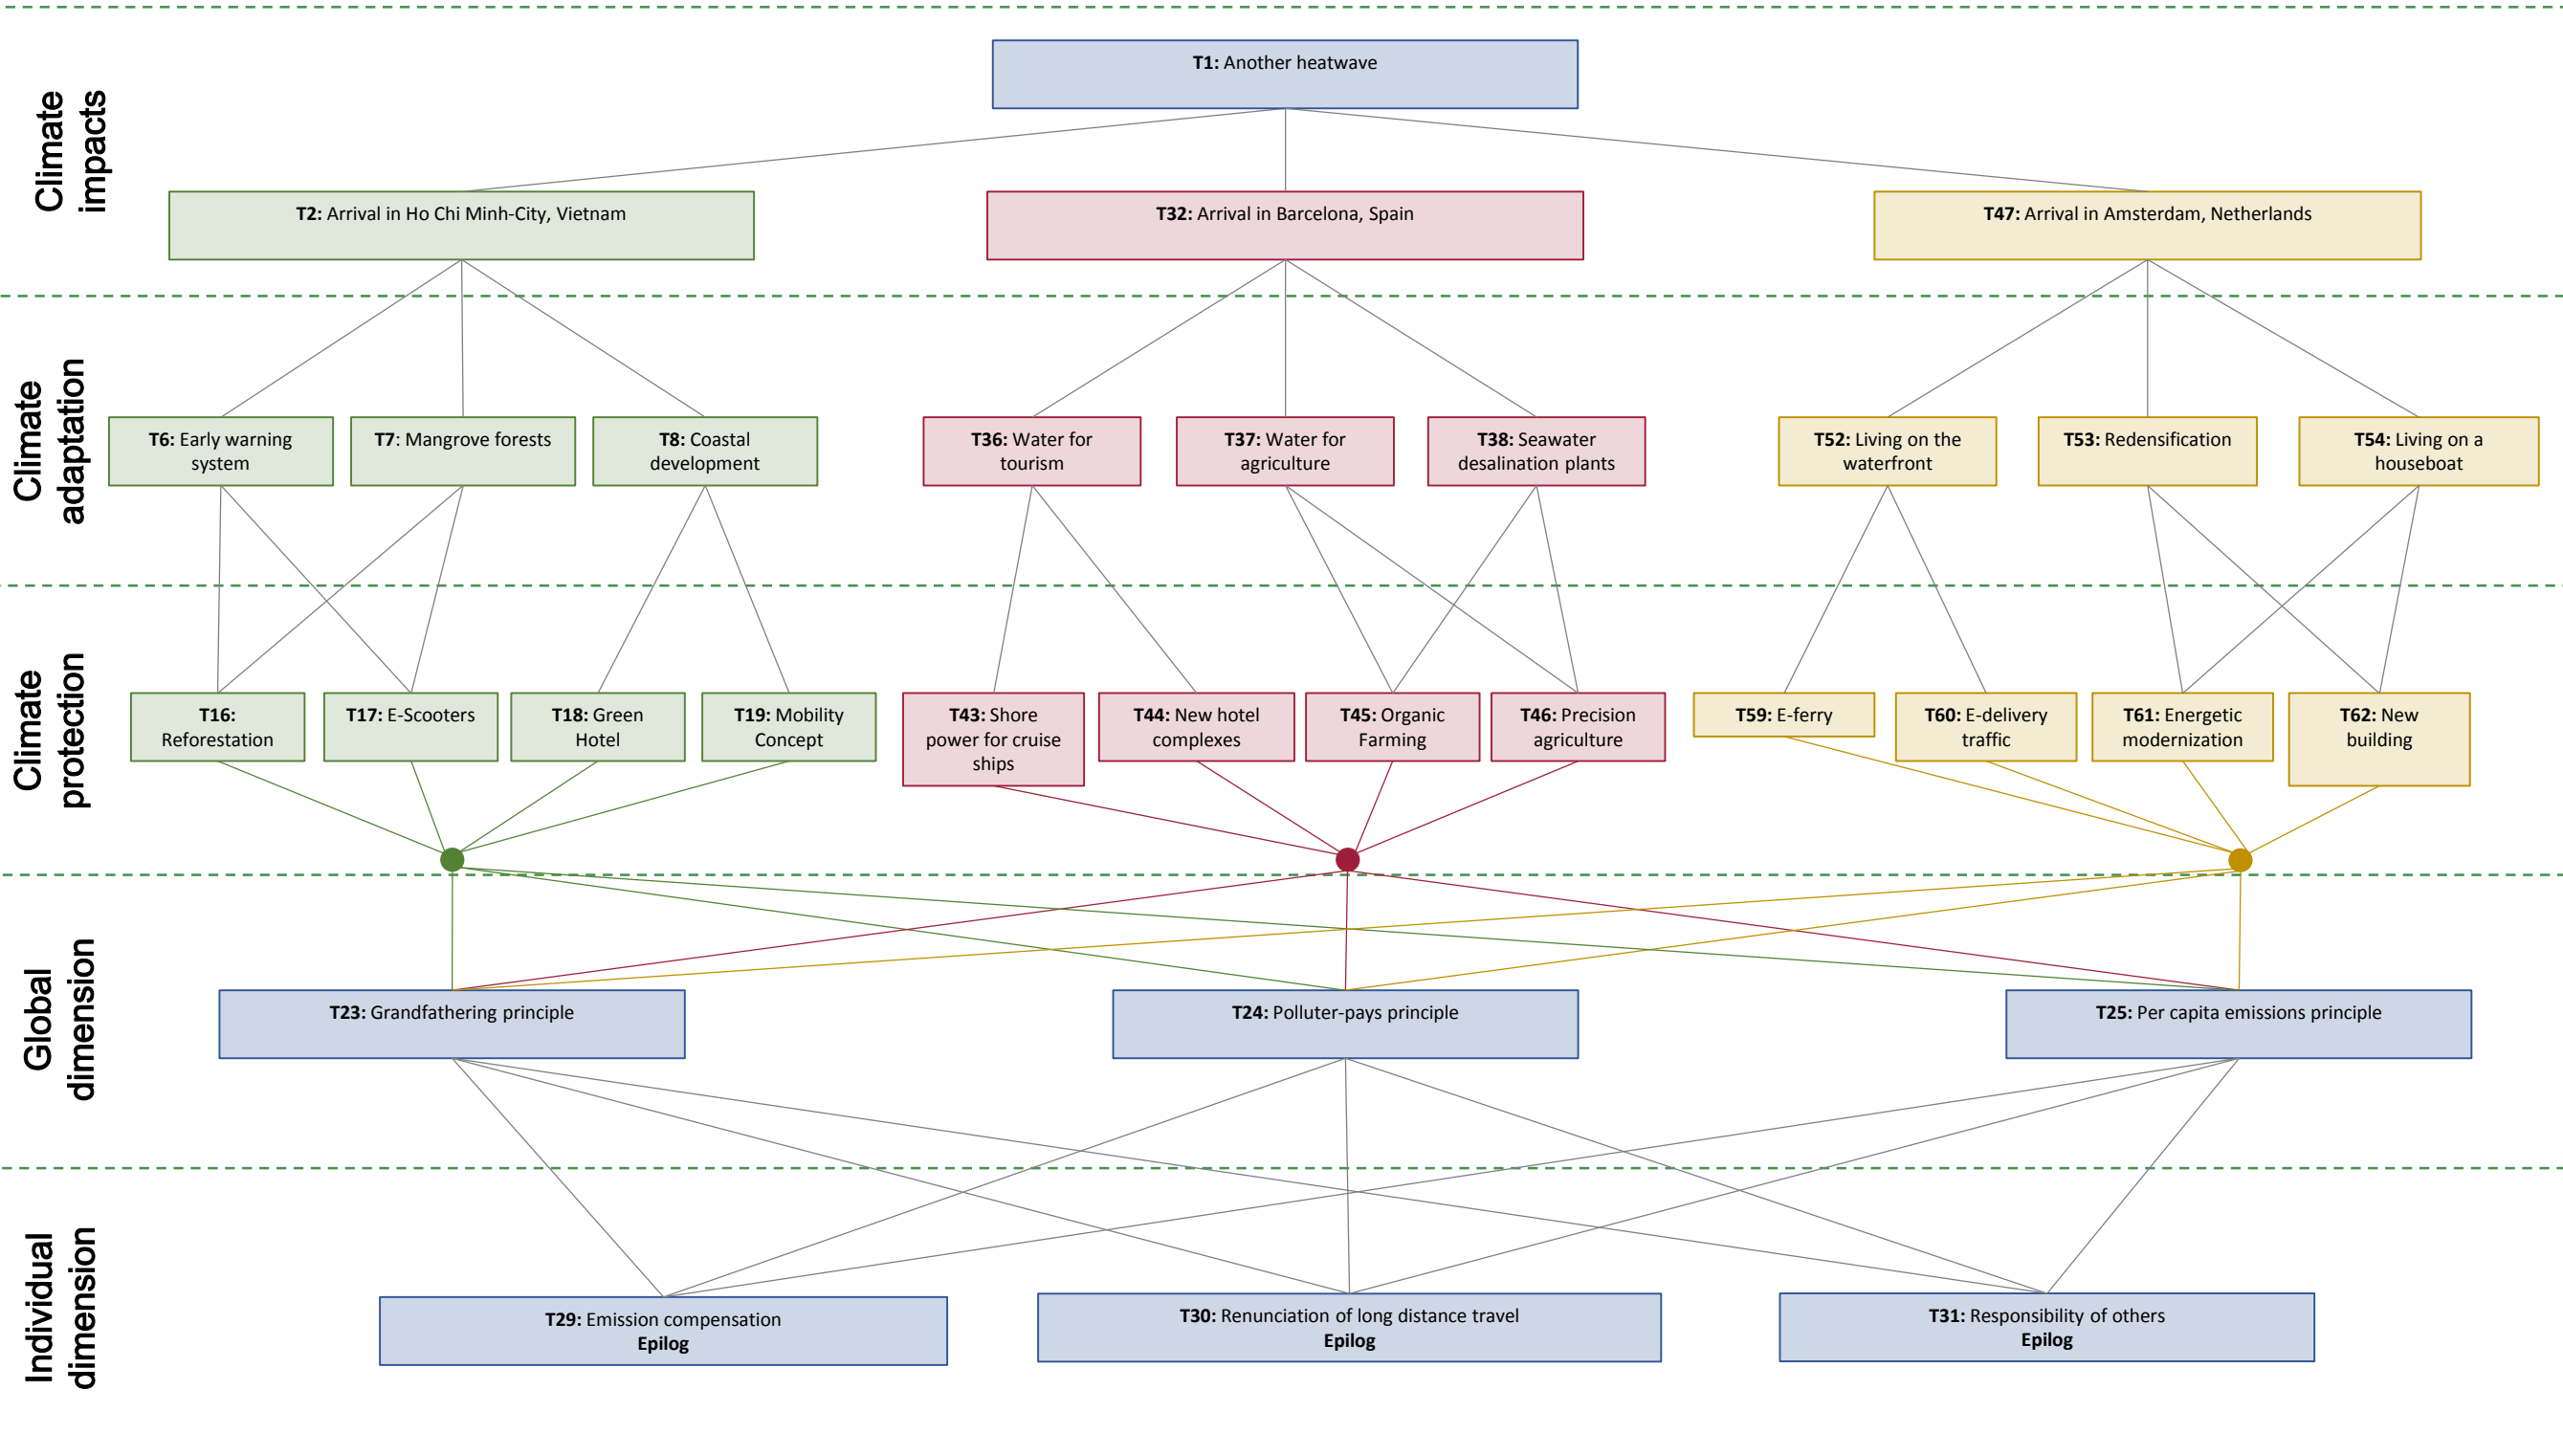 Climate
impacts
T1: Another heatwave
T2: Arrival in Ho Chi Minh-City, Vietnam
T32: Arrival in Barcelona, Spain
T47: Arrival in Amsterdam, Netherlands
Climate
adaptation
T6: Early warning
system
T7: Mangrove forests
T8: Coastal
development
T36: Water for
tourism
T37: Water for
agriculture
T38: Seawater
desalination plants
T52: Living on the
waterfront
T53: Redensification
T54: Living on a
houseboat
Climate
protection
T16:
Reforestation
T17: E-Scooters
T18: Green
Hotel
T19: Mobility
Concept
T43: Shore
power for cruise
ships
T44: New hotel
complexes
T45: Organic
Farming
T46: Precision
agriculture
T59: E-ferry
T60: E-delivery
traffic
T61: Energetic
modernization
T62: New
building
Global
dimension
T23: Grandfathering principle
T24: Polluter-pays principle
T25: Per capita emissions principle
Individual
dimension
T29: Emission compensation
Epilog
T30: Renunciation of long distance travel
Epilog
T31: Responsibility of others
Epilog